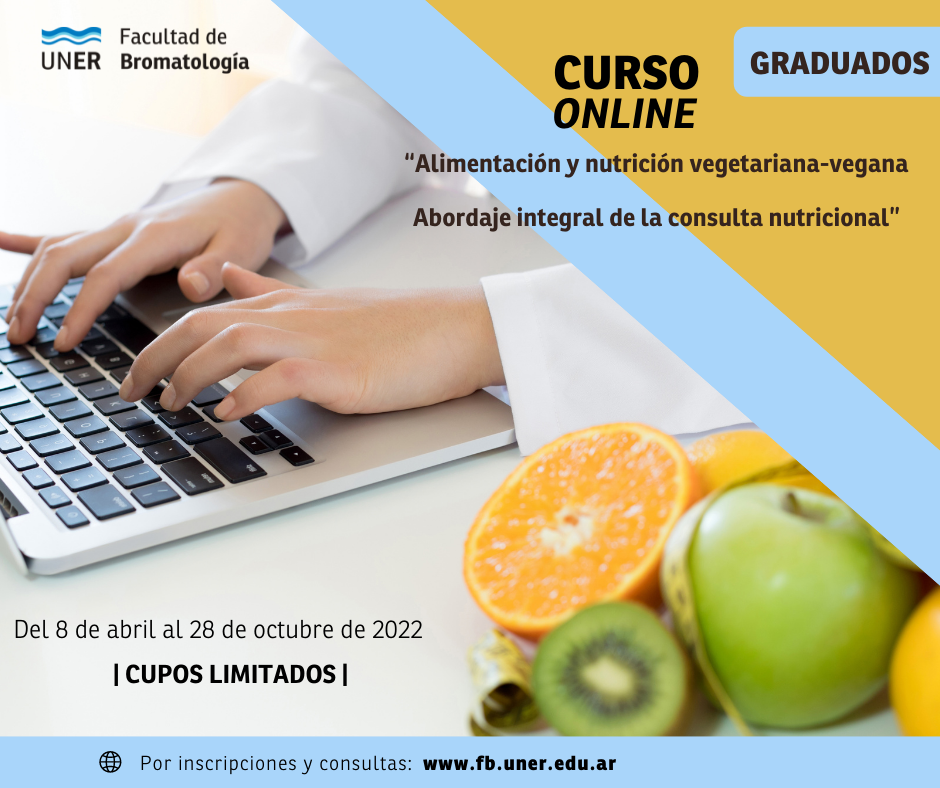 UNER
Facultad de
Bromatología
GRADUADOS
CURSO
ONLINE
“Alimentación y nutrición vegetariana-vegana
Abordaje integral de la consulta nutricional”
Del 8 de abril al 28 de octubre de 2022
| CUPOS LIMITADOS |
Por inscripciones y consultas: www.fb.uner.edu.ar